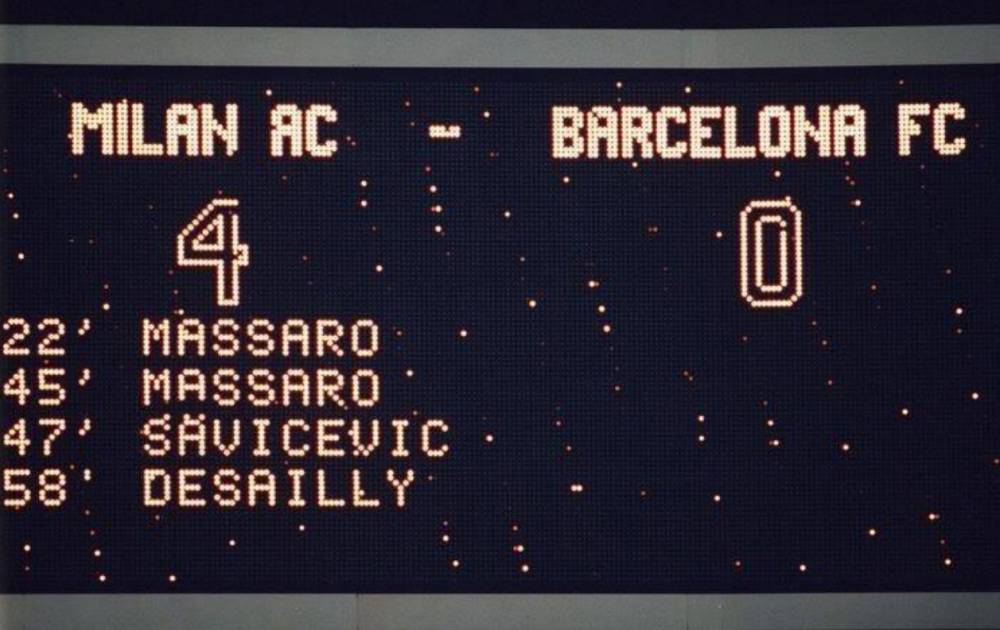 MILAN AC - BARCELONA FC
4 0
22' MASSARO
45' MASSARO
47' SAVICEVIC
58' DESAILLY